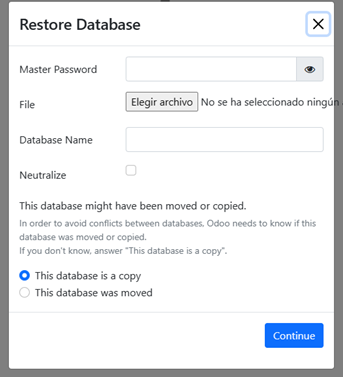 Restore Database
Master Password
File
Elegir archivo No se ha seleccionado ningún
Database Name
Neutralize
This database might have been moved or copied.
In order to avoid conflicts between databases, Odoo needs to know if this
database was moved or copied.
If you don't know, answer "This database is a copy".
This database is a copy
This database was moved
Continue